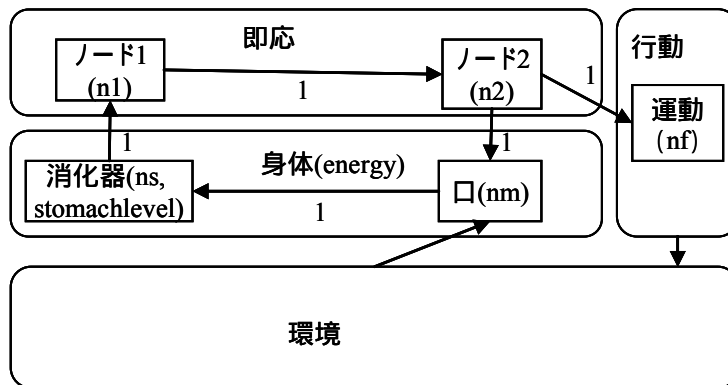 即応
行動
ノード1
(n1)
1
ノード2
(n2)
1
運動
(nf)
1
1
身体(energy)
消化器(ns,
stomachlevel)
1
口(nm)
環境